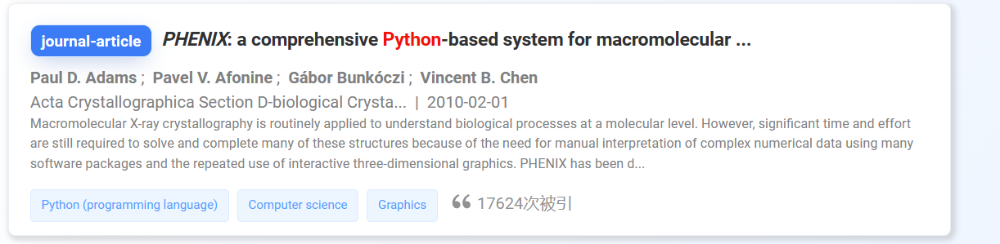 journal-article PHENIX: a comprehensive Python-based system for macromolecular ...
Paul D. Adams ; Pavel V. Afonine ; Gábor Bunkóczi ; Vincent B. Chen
Acta Crystallographica Section D-biological Crysta... | 2010-02-01
Macromolecular X-ray crystallography is routinely applied to understand biological processes at a molecular level. However, significant time and effort
are still required to solve and complete many of these structures because of the need for manual interpretation of complex numerical data using many
software packages and the repeated use of interactive three-dimensional graphics. PHENIX has been d...
Python (programming language) Computer science Graphics 17624次被引